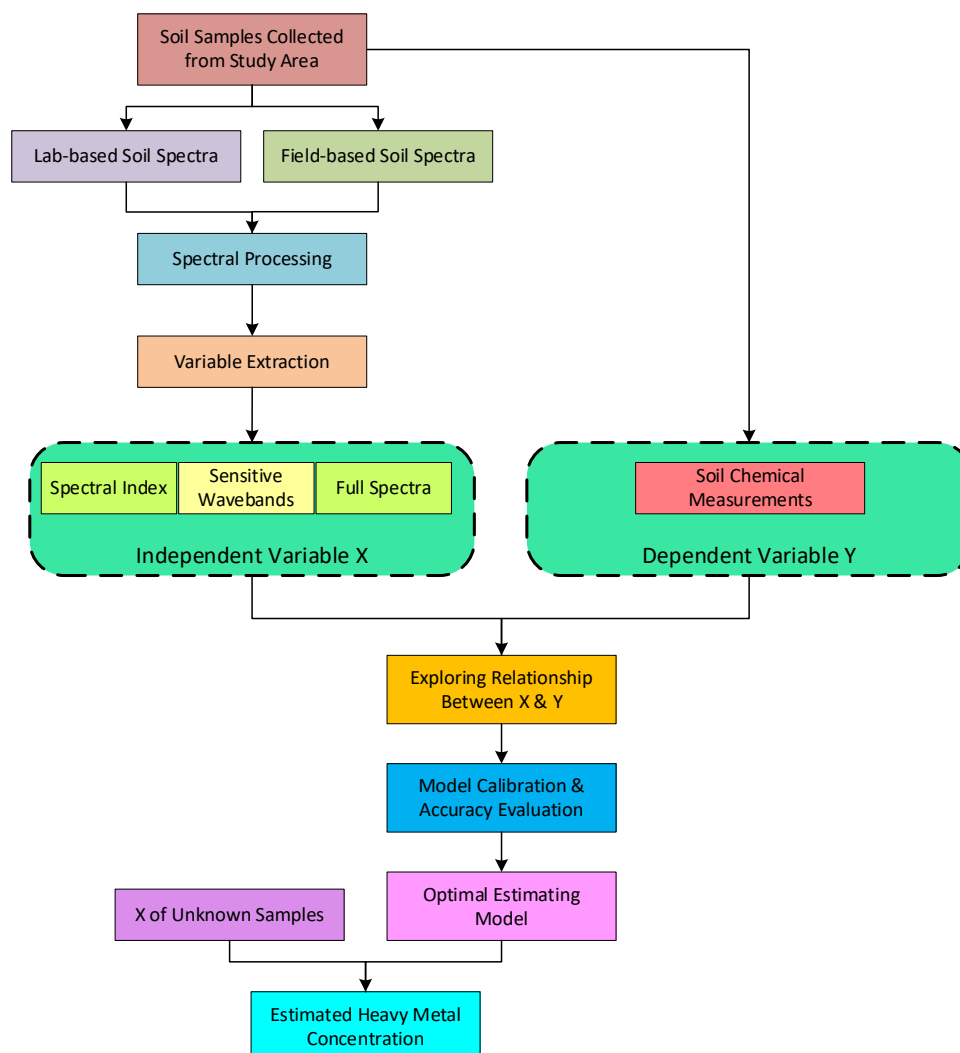 Soil Samples Collected
from Study Area
Lab-based Soil Spectra
Field-based Soil Spectra
Spectral Processing
Variable Extraction
Spectral Index
Sensitive
Wavebands
Full Spectra
Independent Variable X
Soil Chemical
Measurements
Dependent Variable Y
Exploring Relationship
Between X & Y
Model Calibration &
Accuracy Evaluation
X of Unknown Samples
Optimal Estimating
Model
Estimated Heavy Metal
Concentration